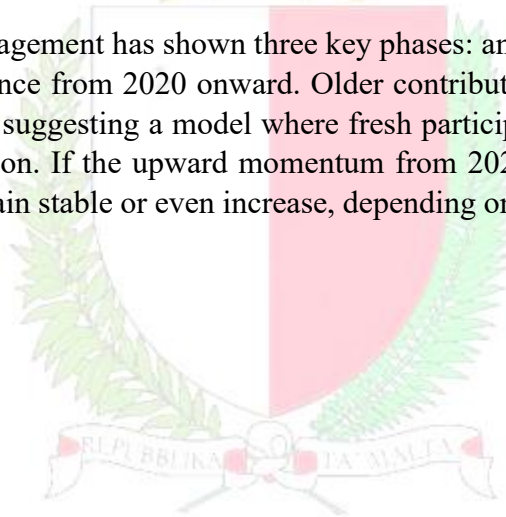 agement has shown three key phases: an
nce from 2020 onward. Older contribut
suggesting a model where fresh particip
on. If the upward momentum from 202
ain stable or even increase, depending or
REPUBBLIKA TA' MALTA